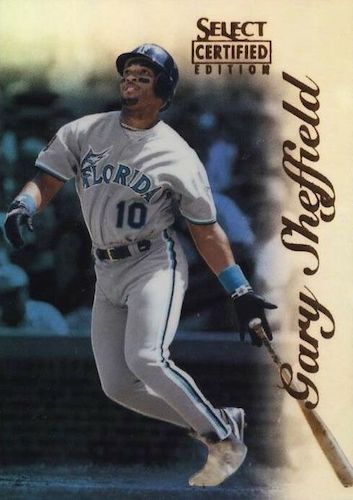 SELECT
CERTIFIED
EDITION
Gary Sheffield
FLORIDA
10